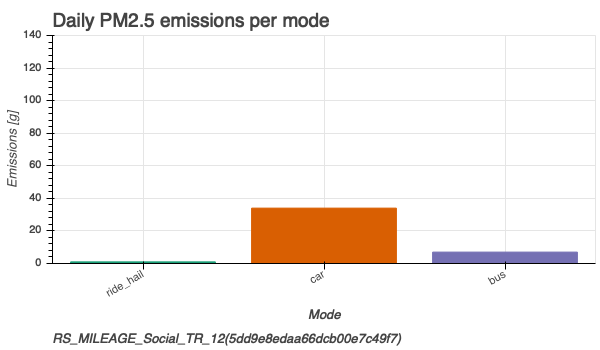 Daily PM2.5 emissions per mode
140
120
100
80
60
40
20
0
Emissions [g]
ride_hail
car
bus
Mode
RS_MILEAGE_Social_TR_12(5dd9e8edaa66dcb00e7c49f7)